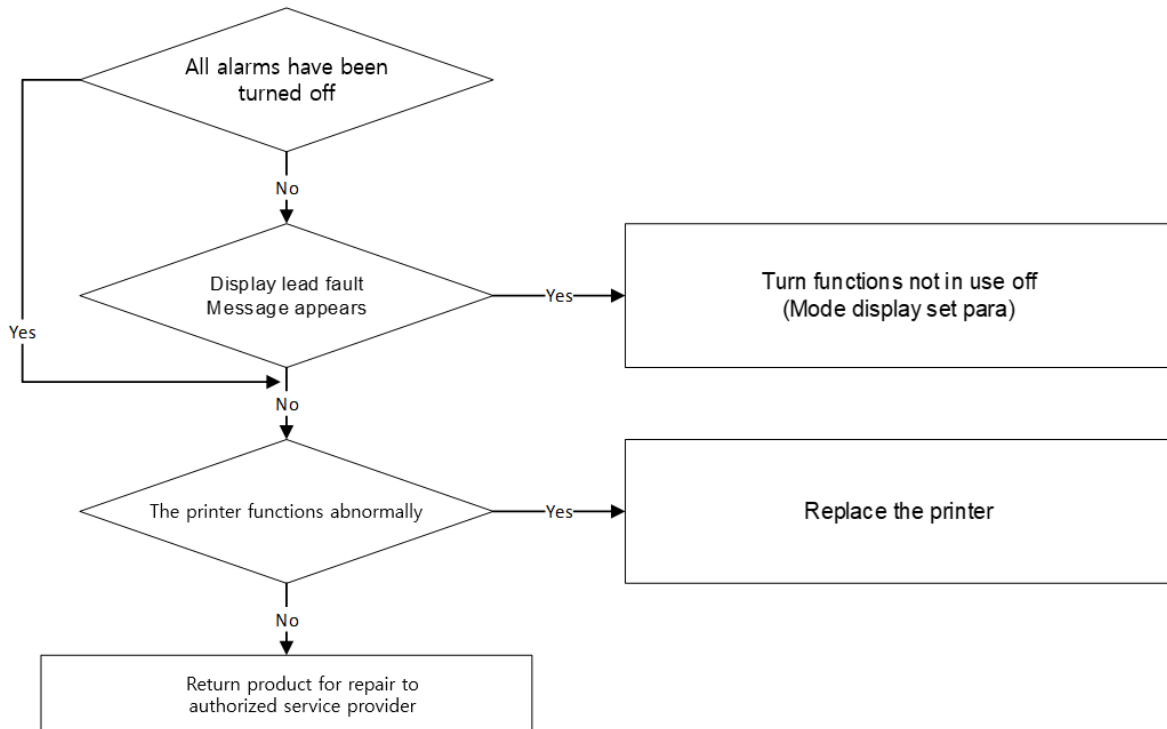 All alarms have been
turned off
No
Display lead fault
Message appears
Yes
Turn functions not in use off
(Mode display set para)
Yes
No
The printer functions abnormally
Yes
Replace the printer
No
Return product for repair to
authorized service provider